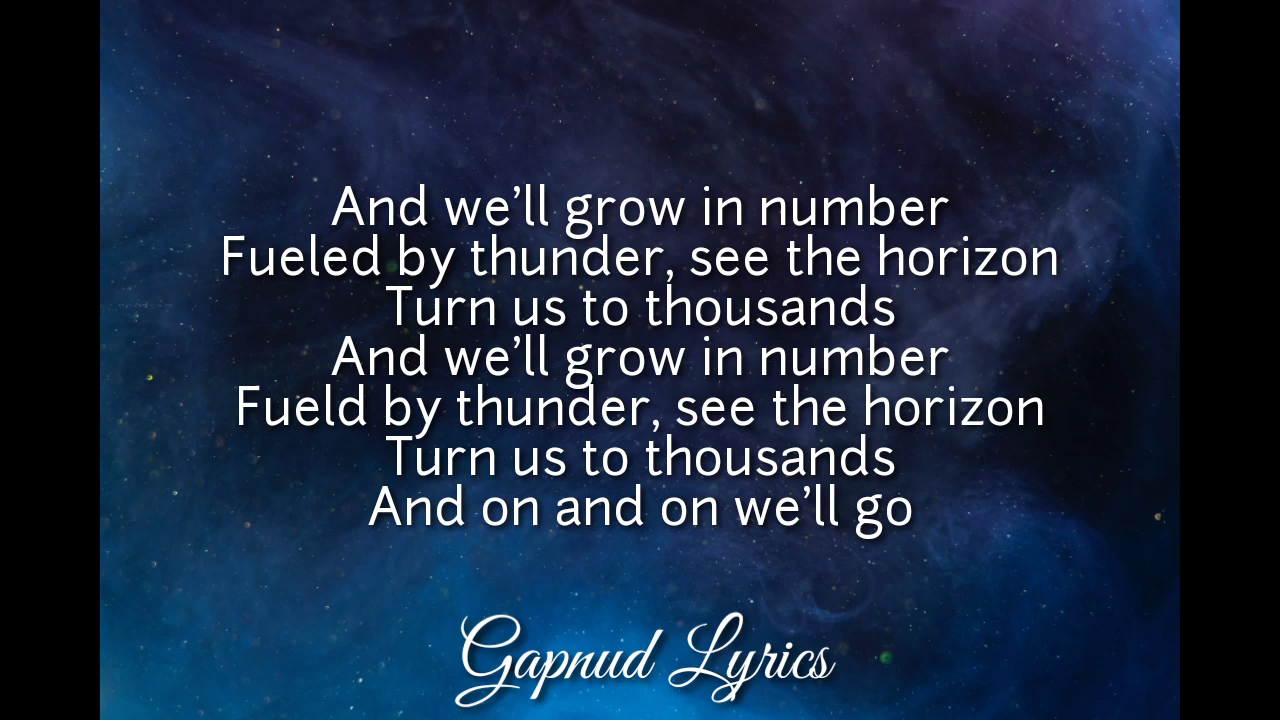 And we’ll grow in number
Fueled by thunder, see the horizon
Turn us to thousands
And we’ll grow in number
Fueld by thunder, see the horizon
Turn us to thousands
And on and on we’ll go
Gapnud Lyrics